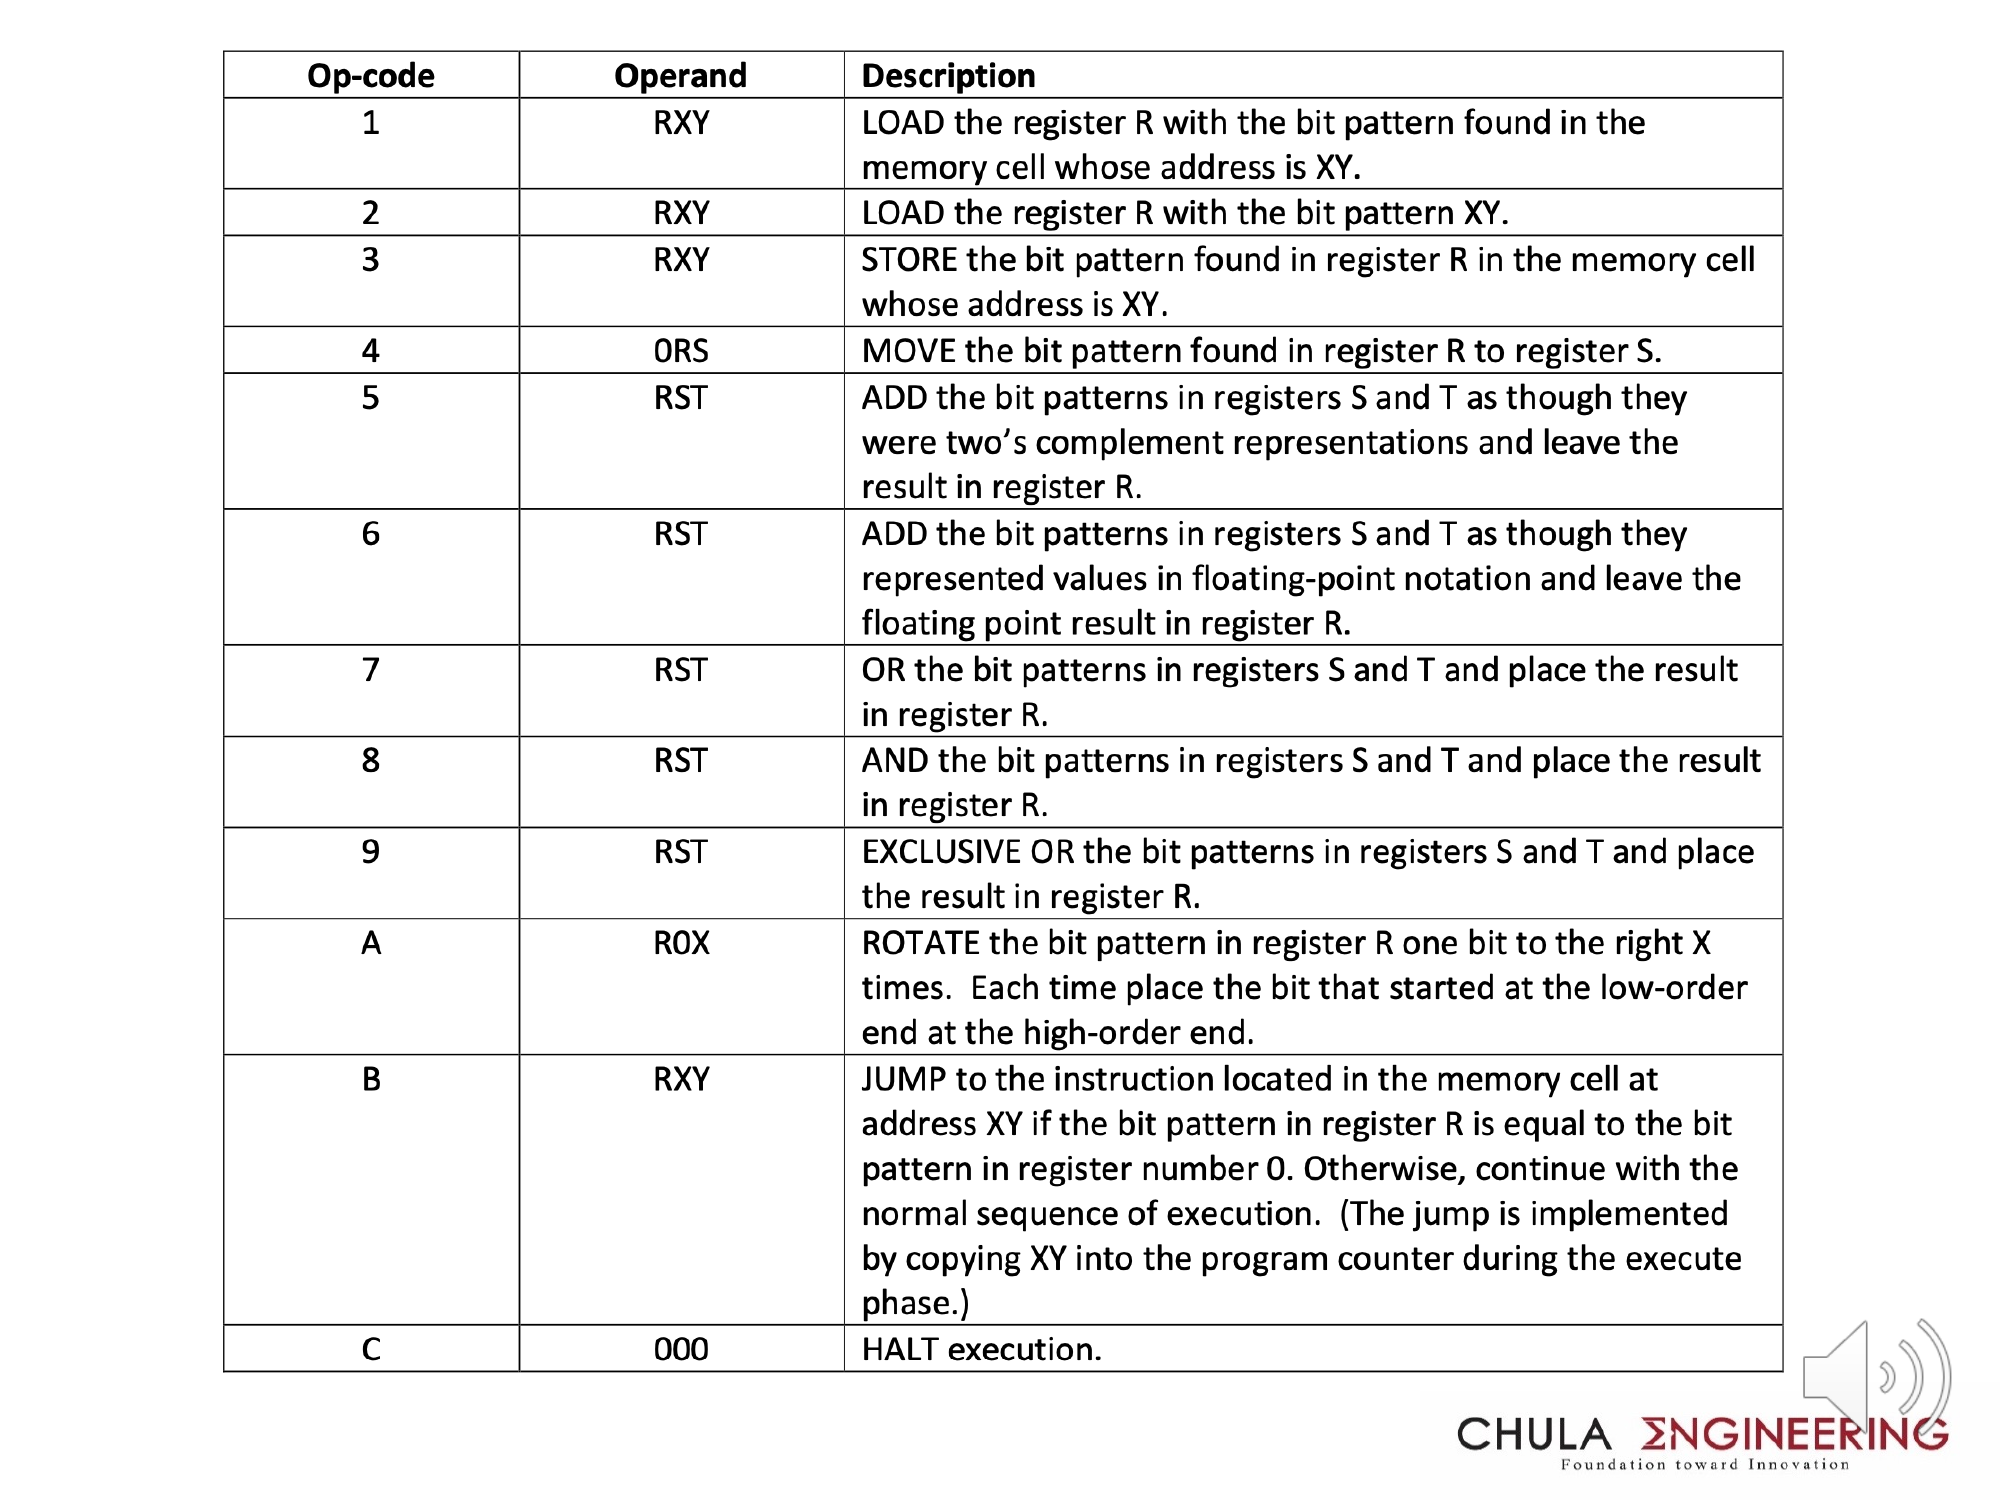 Op-code Operand Description
1 RXY LOAD the register R with the bit pattern found in the
memory cell whose address is XY.
2 RXY LOAD the register R with the bit pattern XY.
3 RXY STORE the bit pattern found in register R in the memory cell
whose address is XY.
4 0RS MOVE the bit pattern found in register R to register S.
5 RST ADD the bit patterns in registers S and T as though they
were two’s complement representations and leave the
result in register R.
6 RST ADD the bit patterns in registers S and T as though they
represented values in floating-point notation and leave the
floating point result in register R.
7 RST OR the bit patterns in registers S and T and place the result
in register R.
8 RST AND the bit patterns in registers S and T and place the result
in register R.
9 RST EXCLUSIVE OR the bit patterns in registers S and T and place
the result in register R.
A R0X ROTATE the bit pattern in register R one bit to the right X
times.  Each time place the bit that started at the low-order
end at the high-order end.
B RXY JUMP to the instruction located in the memory cell at
address XY if the bit pattern in register R is equal to the bit
pattern in register number 0. Otherwise, continue with the
normal sequence of execution.  (The jump is implemented
by copying XY into the program counter during the execute
phase.)
C 000 HALT execution.
CHULA ΣNGINEERING
Foundation toward Innovation